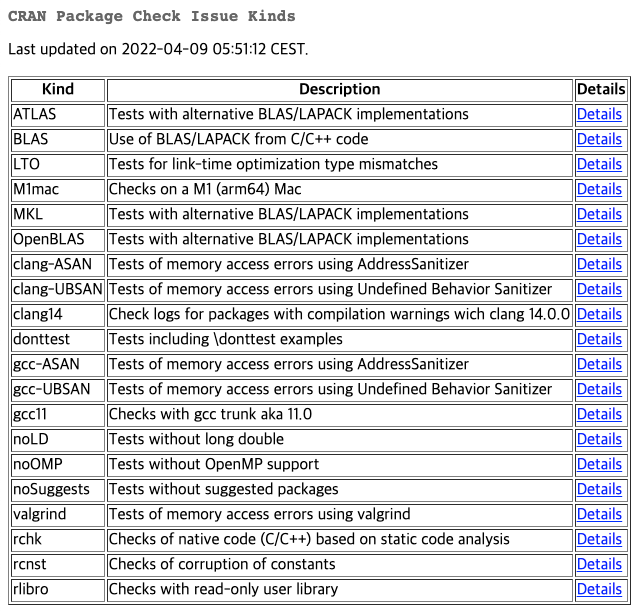 CRAN Package Check Issue Kinds
Last updated on 2022-04-09 05:51:12 CEST.
Kind Description Details
ATLAS Tests with alternative BLAS/LAPACK implementations Details
BLAS Use of BLAS/LAPACK from C/C++ code Details
LTO Tests for link-time optimization type mismatches Details
M1mac Checks on a M1 (arm64) Mac Details
MKL Tests with alternative BLAS/LAPACK implementations Details
OpenBLAS Tests with alternative BLAS/LAPACK implementations Details
clang-ASAN Tests of memory access errors using AddressSanitizer Details
clang-UBSAN Tests of memory access errors using Undefined Behavior Sanitizer Details
clang14 Check logs for packages with compilation warnings wich clang 14.0.0 Details
donttest Tests including \donttest examples Details
gcc-ASAN Tests of memory access errors using AddressSanitizer Details
gcc-UBSAN Tests of memory access errors using Undefined Behavior Sanitizer Details
gcc11 Checks with gcc trunk aka 11.0 Details
noLD Tests without long double Details
noOMP Tests without OpenMP support Details
noSuggests Tests without suggested packages Details
valgrind Tests of memory access errors using valgrind Details
rchk Checks of native code (C/C++) based on static code analysis Details
rcnst Checks of corruption of constants Details
rlibro Checks with read-only user library Details